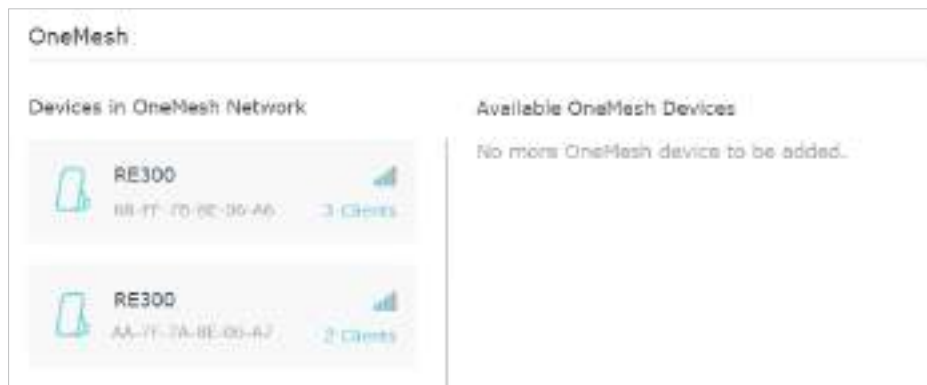 OneMesh
Devices in OneMesh Network
RE300
3 Clients
RE300
2 Clients
Available OneMesh Devices
No more OneMesh device to be added.